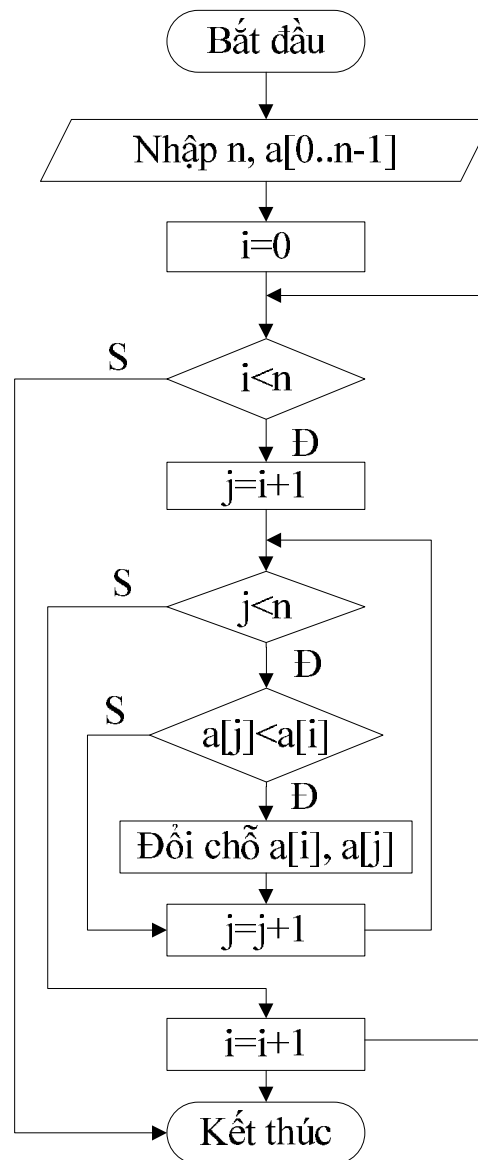 Bắt đầu
Nhập n, a[0..n-1]
i=0
S
i<n
Đ
j=i+1
S
j<n
Đ
S
a[j]<a[i]
Đ
Đổi chỗ a[i], a[j]
j=j+1
i=i+1
Kết thúc